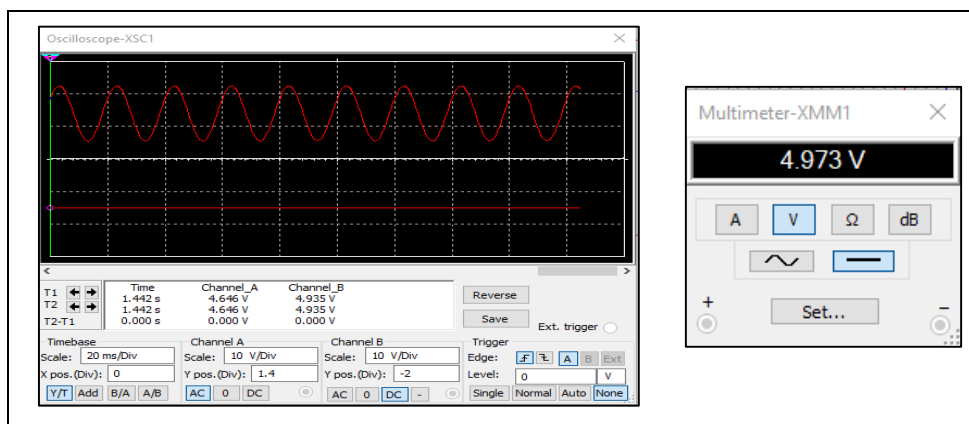 Oscilloscope-XSC1
Time Channel_A Channel_B
T1 1.442 s 4.646 V 4.935 V
T2 1.442 s 4.646 V 4.935 V
T2-T1 0.000 s 0.000 V 0.000 V
Reverse
Save
Ext. trigger
Timebase
Scale: 20 ms/Div
X pos.(Div): 0
Y/T Add B/A A/B
Channel A
Scale: 10 V/Div
Y pos.(Div): 1.4
AC 0 DC
Channel B
Scale: 10 V/Div
Y pos.(Div): -2
AC 0 DC -
Trigger
Edge: A B Ext
Level: 0 V
Single Normal Auto None
Multimeter-XMM1
4.973 V
A V Ω dB
+ Set... -